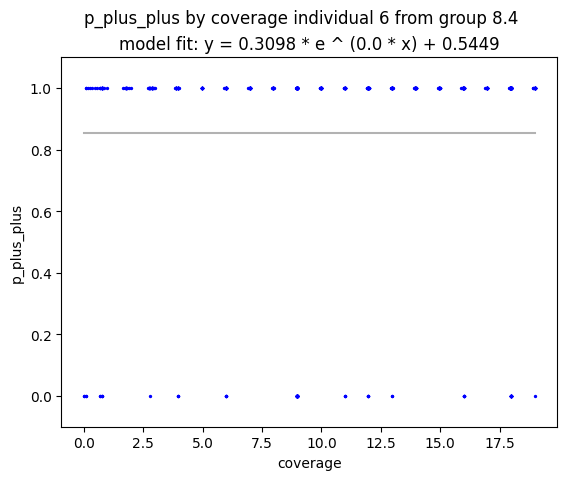 p_plus_plus by coverage individual 6 from group 8.4
model fit: y = 0.3098 * e ^ (0.0 * x) + 0.5449
1.0
0.8
0.6
0.4
0.2
0.0
p_plus_plus
0.0 2.5 5.0 7.5 10.0 12.5 15.0 17.5
coverage